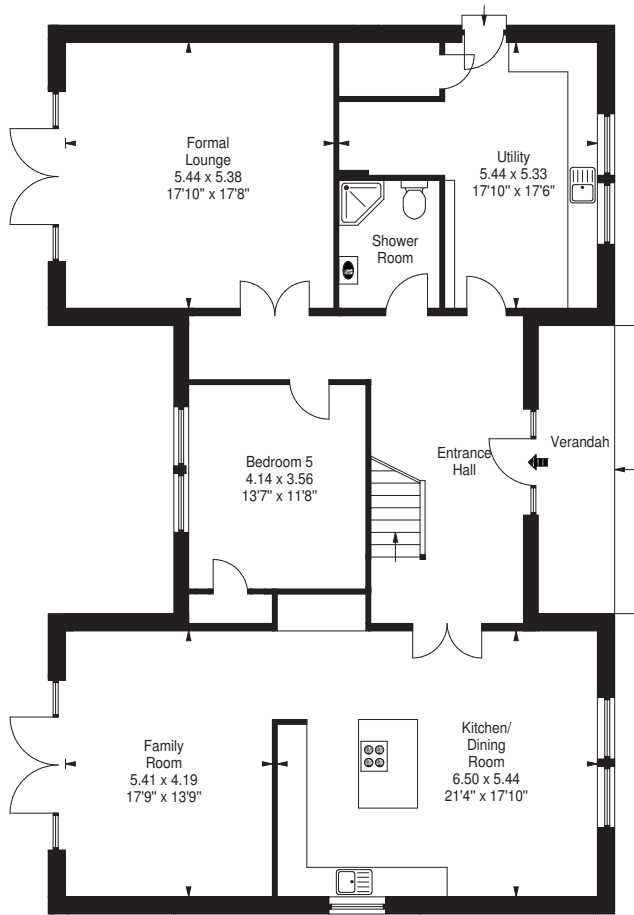 Formal
Lounge
5.44 x 5.38
17'10" x 17'8"
Utility
5.44 x 5.33
17'10" x 17'6"
Shower
Room
Bedroom 5
4.14 x 3.56
13'7" x 11'8"
Entrance
Hall
Verandah
Family
Room
5.41 x 4.19
17'9" x 13'9"
Kitchen/
Dining
Room
6.50 x 5.44
21'4" x 17'10"